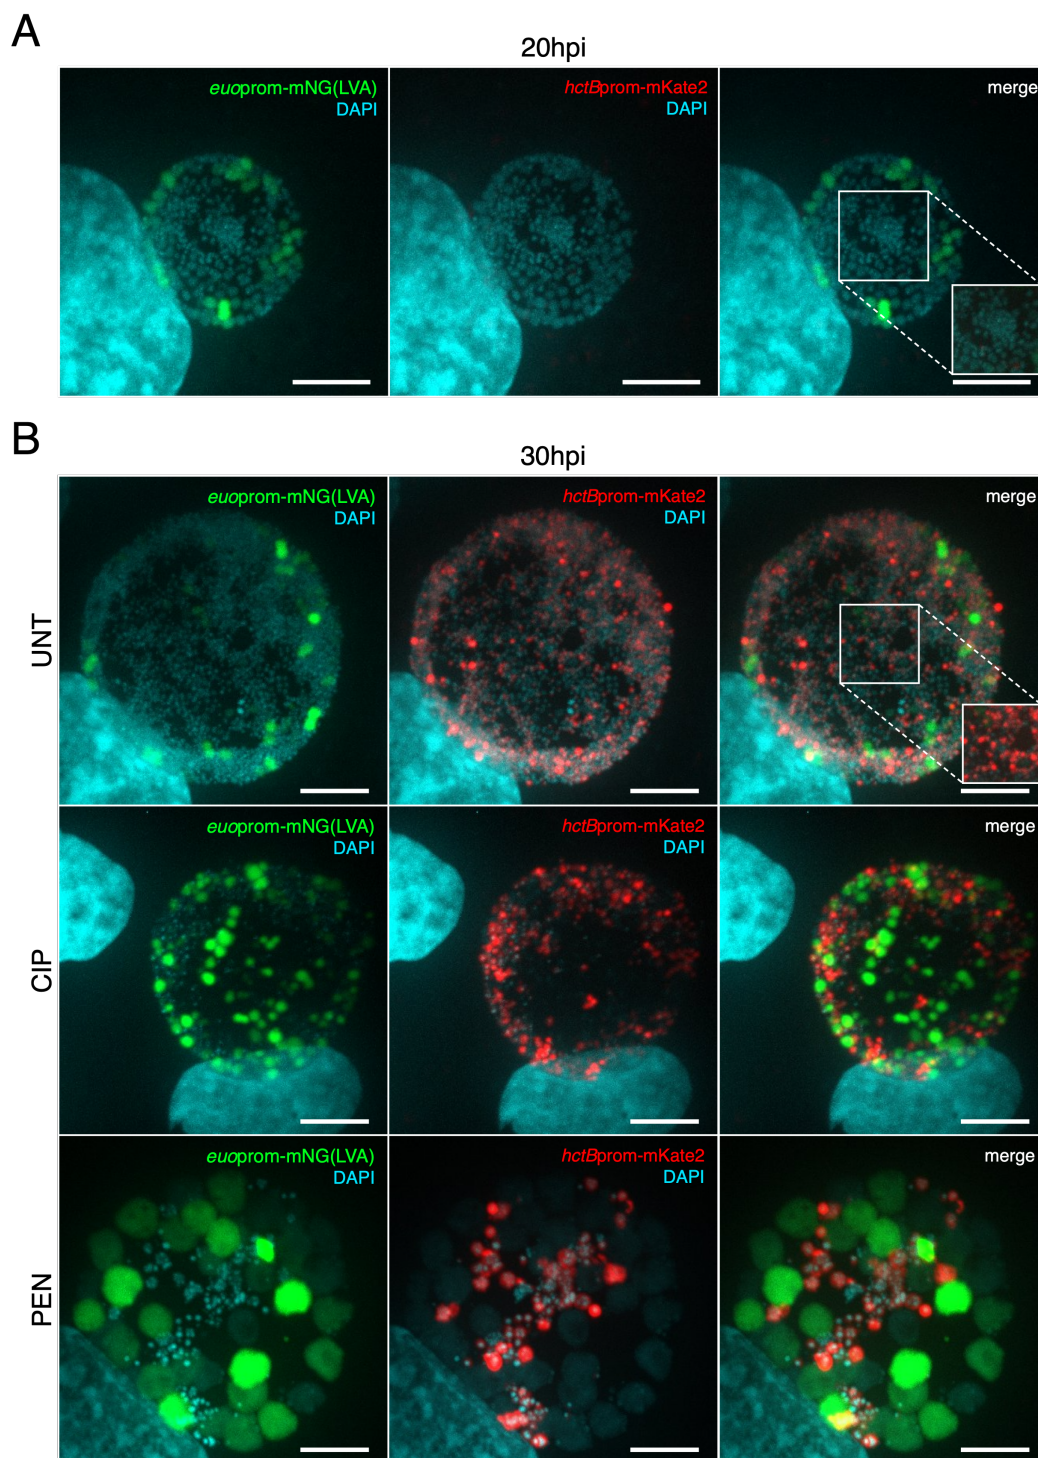 A
20hpi
euoprom-mNG(LVA)
DAPI
hctBprom-mKate2
DAPI
merge
B
30hpi
UNT
euoprom-mNG(LVA)
DAPI
hctBprom-mKate2
DAPI
merge
CIP
euoprom-mNG(LVA)
DAPI
hctBprom-mKate2
DAPI
merge
PEN
euoprom-mNG(LVA)
DAPI
hctBprom-mKate2
DAPI
merge